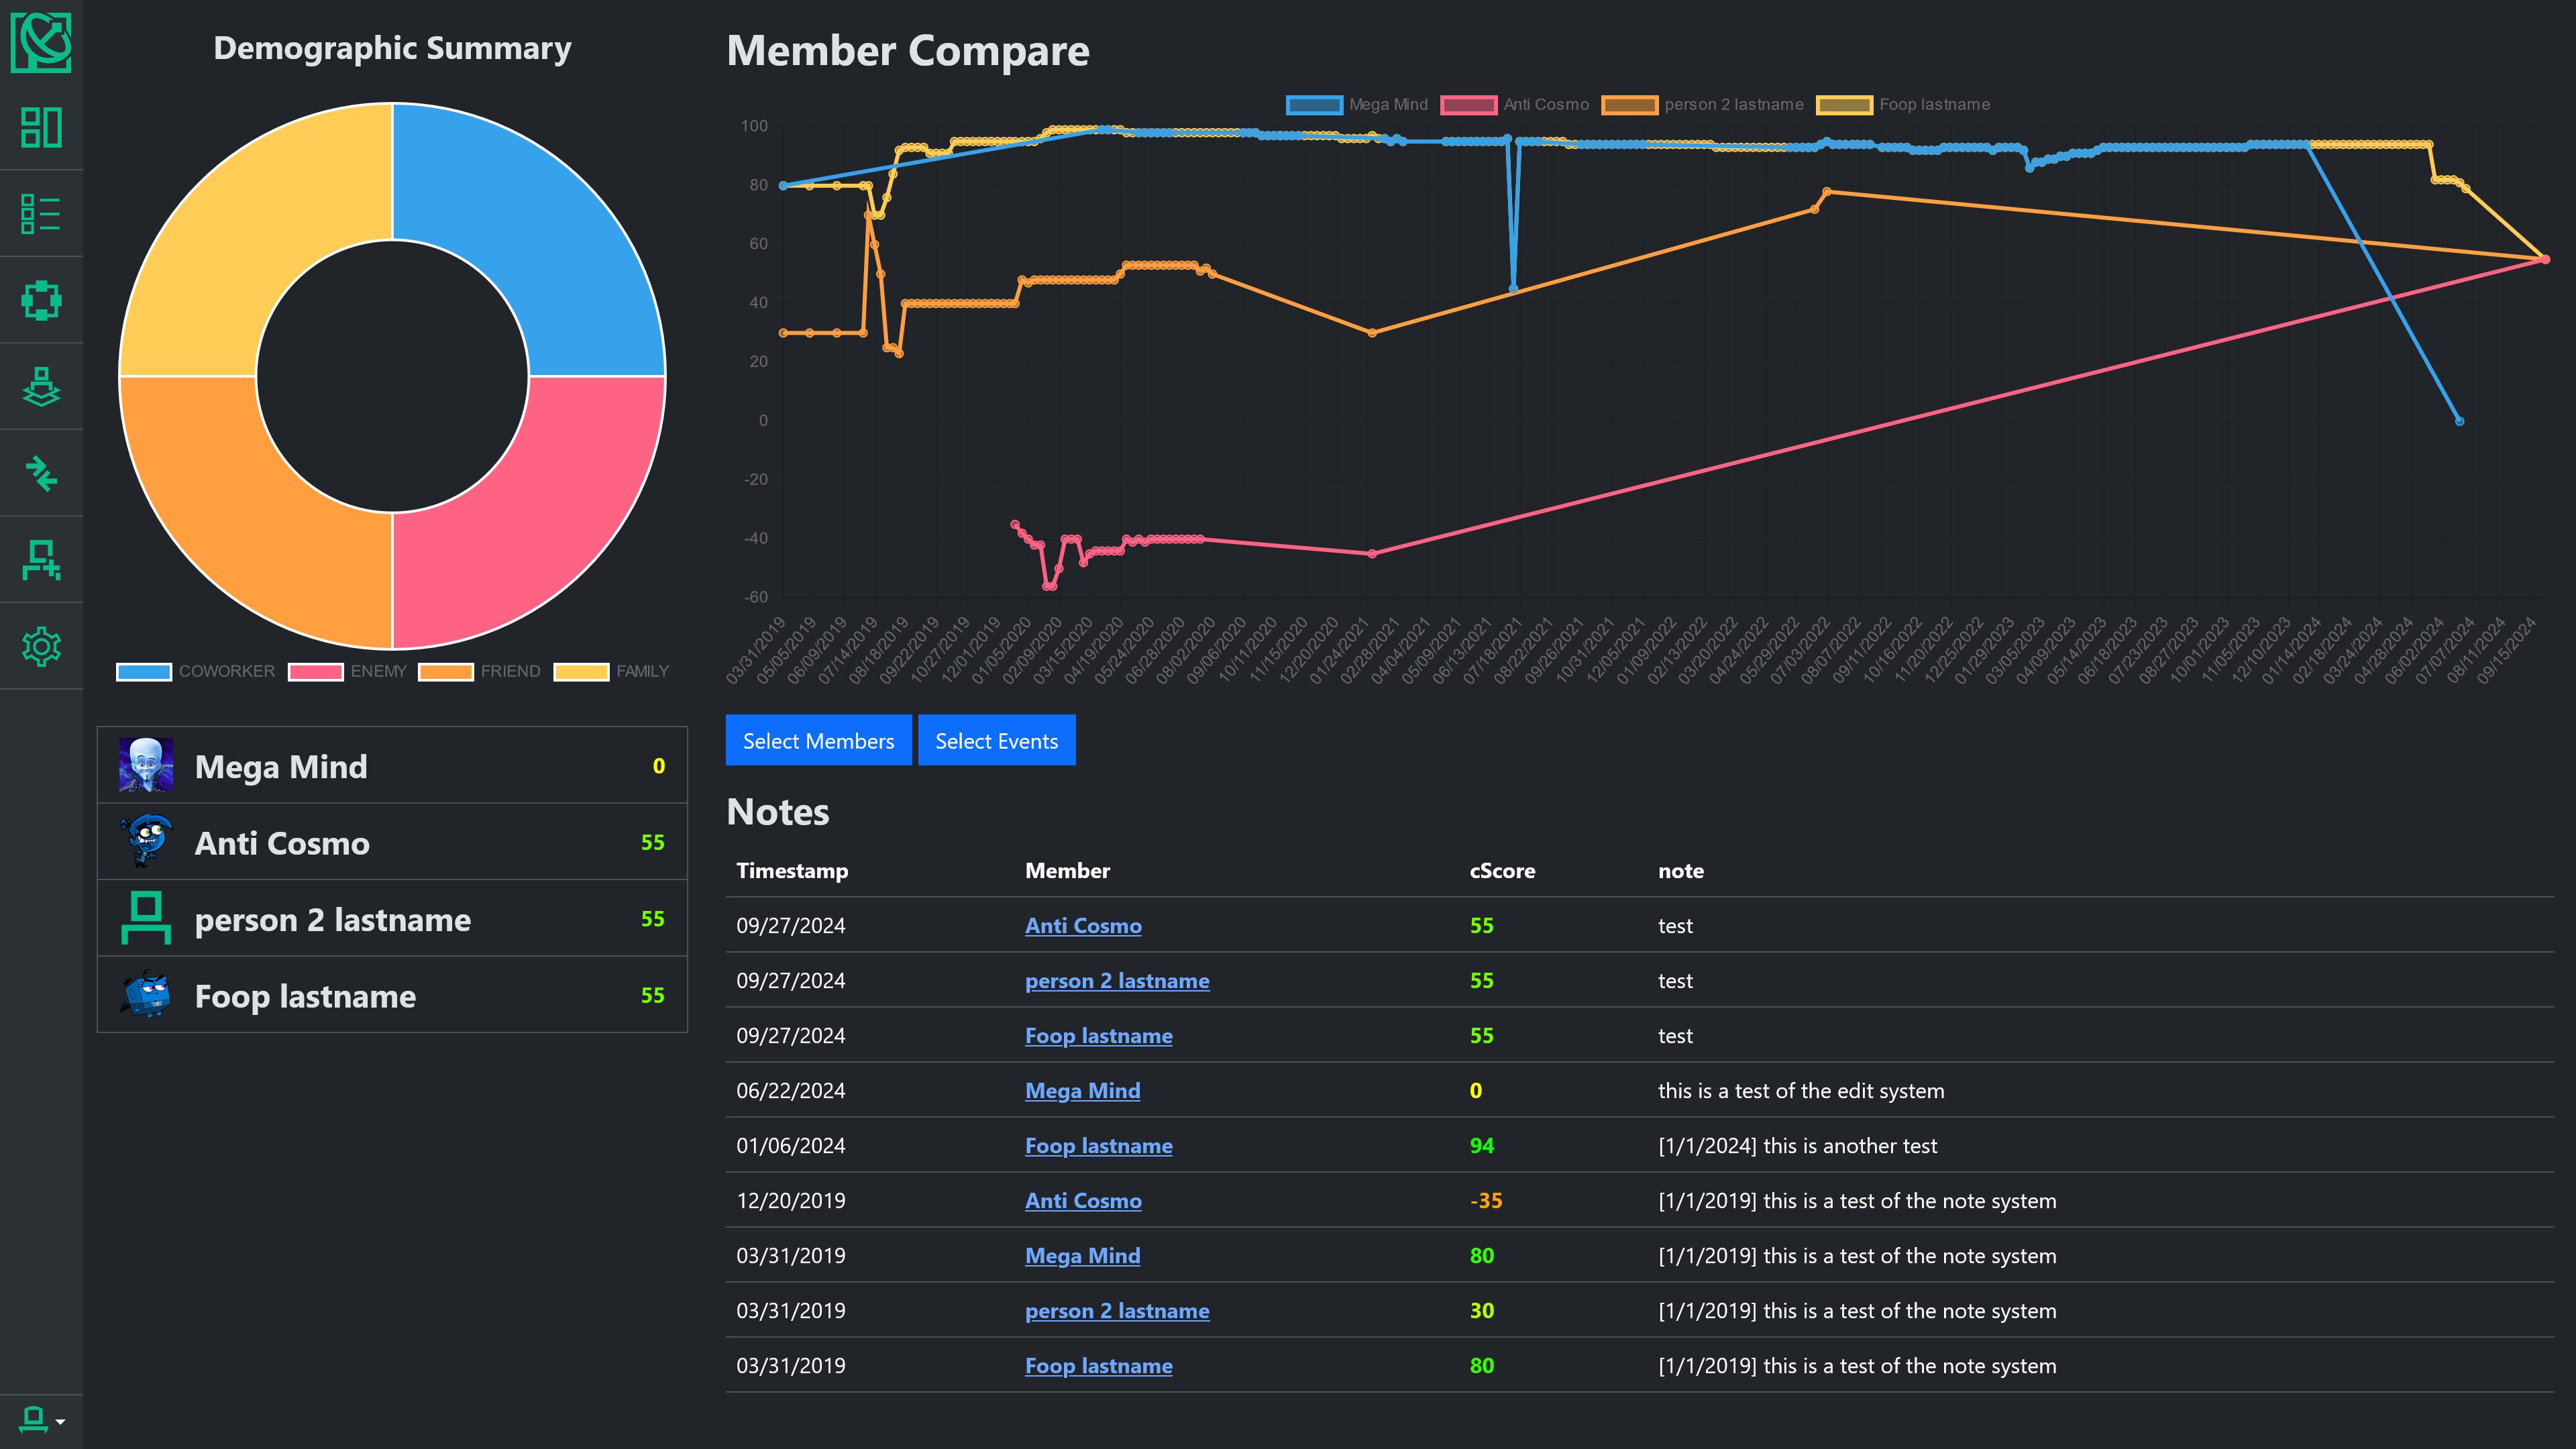 Demographic Summary
COWORKER ENEMY FRIEND FAMILY
Mega Mind 0
Anti Cosmo 55
person 2 lastname 55
Foop lastname 55
Member Compare
Mega Mind Anti Cosmo person 2 lastname Foop lastname
100
80
60
40
20
0
-20
-40
-60
03/31/2019 05/05/2019 06/09/2019 07/14/2019 08/18/2019 09/22/2019 10/27/2019 12/01/2019 01/05/2020 02/09/2020 03/15/2020 04/19/2020 05/24/2020 06/28/2020 08/02/2020 09/06/2020 10/11/2020 11/15/2020 12/20/2020 01/24/2021 02/28/2021 04/04/2021 05/09/2021 06/13/2021 07/18/2021 08/22/2021 09/26/2021 10/31/2021 12/05/2021 01/09/2022 02/13/2022 03/20/2022 04/24/2022 05/29/2022 07/03/2022 08/07/2022 09/11/2022 10/16/2022 11/20/2022 12/25/2022 01/29/2023 03/05/2023 04/09/2023 05/14/2023 06/18/2023 07/23/2023 08/27/2023 10/01/2023 11/05/2023 12/10/2023 01/14/2024 02/18/2024 03/24/2024 04/28/2024 06/02/2024 07/07/2024 08/11/2024 09/15/2024
Select Members Select Events
Notes
Timestamp Member cScore note
09/27/2024 Anti Cosmo 55 test
09/27/2024 person 2 lastname 55 test
09/27/2024 Foop lastname 55 test
06/22/2024 Mega Mind 0 this is a test of the edit system
01/06/2024 Foop lastname 94 [1/1/2024] this is another test
12/20/2019 Anti Cosmo -35 [1/1/2019] this is a test of the note system
03/31/2019 Mega Mind 80 [1/1/2019] this is a test of the note system
03/31/2019 person 2 lastname 30 [1/1/2019] this is a test of the note system
03/31/2019 Foop lastname 80 [1/1/2019] this is a test of the note system